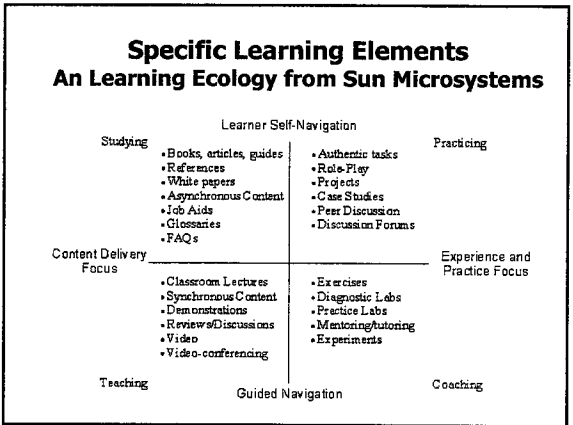 Specific Learning Elements
An Learning Ecology from Sun Microsystems
Learner Self-Navigation
Studying
Practicing
• Books, articles, guides
• References
• White papers
• Asynchronous Content
• Job Aids
• Glossaries
• FAQs
• Authentic tasks
• Role-Play
• Projects
• Case Studies
• Peer Discussion
• Discussion Forums
Content Delivery
Focus
Experience and
Practice Focus
• Classroom Lectures
• Synchronous Content
• Demonstrations
• Reviews/Discussions
• Video
• Video-conferencing
• Exercises
• Diagnostic Labs
• Practice Labs
• Mentoring/tutoring
• Experiments
Teaching
Coaching
Guided Navigation